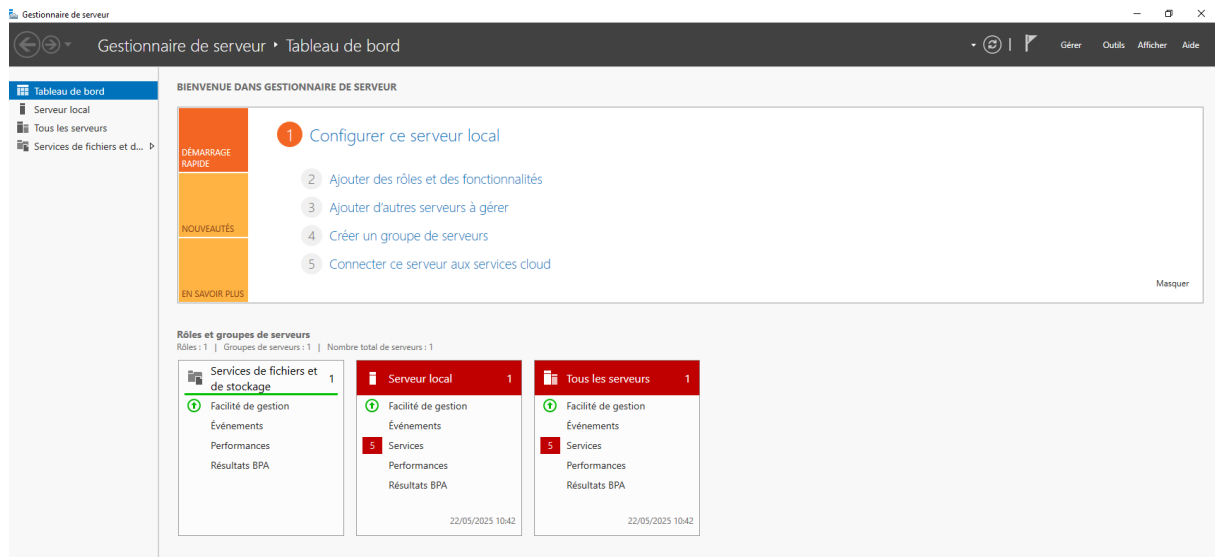 Gestionnaire de serveur
Gestionnaire de serveur ‣ Tableau de bord
Gérer Outils Afficher Aide
Tableau de bord
Serveur local
Tous les serveurs
Services de fichiers et d...
BIENVENUE DANS GESTIONNAIRE DE SERVEUR
DÉMARRAGE
RAPIDE
NOUVEAUTÉS
EN SAVOIR PLUS
1 Configurer ce serveur local
2 Ajouter des rôles et des fonctionnalités
3 Ajouter d'autres serveurs à gérer
4 Créer un groupe de serveurs
5 Connecter ce serveur aux services cloud
Masquer
Rôles et groupes de serveurs
Rôles : 1 | Groupes de serveurs : 1 | Nombre total de serveurs : 1
Services de fichiers et
de stockage
1
Facilité de gestion
Événements
Performances
Résultats BPA
Serveur local 1
Facilité de gestion
Événements
5 Services
Performances
Résultats BPA
22/05/2025 10:42
Tous les serveurs 1
Facilité de gestion
Événements
5 Services
Performances
Résultats BPA
22/05/2025 10:42